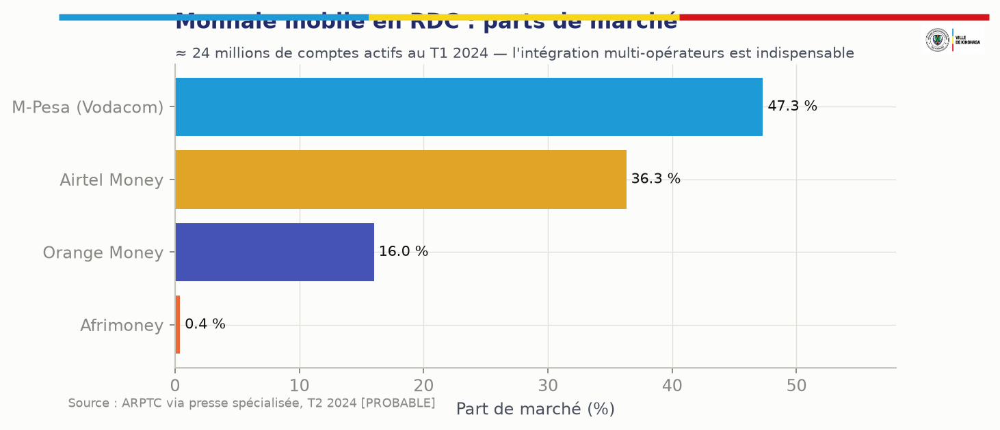 Monnaie mobile en RDC : parts de marché
≈ 24 millions de comptes actifs au T1 2024 — l'intégration multi-opérateurs est indispensable
VILLE
DE KINSHASA
M-Pesa (Vodacom)
47.3 %
Airtel Money
36.3 %
Orange Money
16.0 %
Afrimoney
0.4 %
0 10 20 30 40 50
Source : ARPTC via presse spécialisée, T2 2024 [PROBABLE]
Part de marché (%)